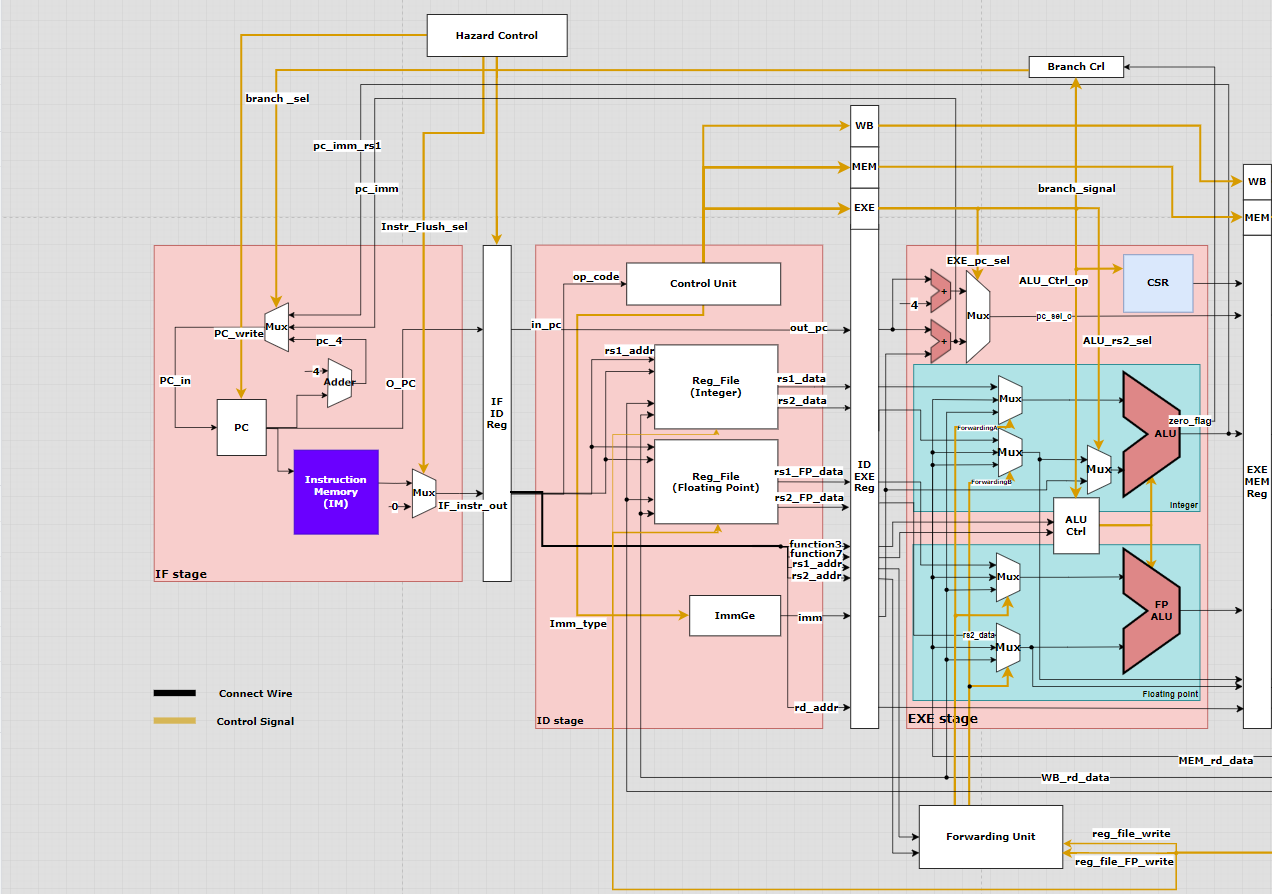 Hazard Control
Branch Crl
branch _sel
WB
pc_imm_rs1
MEM
WB
pc_imm
branch_signal
EXE
MEM
Instr_Flush_sel
EXE_pc_sel
op_code
Control Unit
ALU_Ctrl_op
CSR
4
+
Mux
pc_sel_o
in_pc
out_pc
Mux
PC_write
pc_4
+
ALU_rs2_sel
rs1_addr
4
Adder
PC_in
O_PC
Reg_File
(Integer)
rs1_data
rs2_data
Mux
IF
ID
Reg
PC
zero_flag
ALU
ForwardingA
Mux
Mux
ForwardingB
ID
EXE
Reg
EXE
MEM
Reg
Instruction
Memory
(IM)
Mux
0
IF_instr_out
Reg_File
(Floating Point)
rs1_FP_data
rs2_FP_data
Integer
ALU
Ctrl
function3
function7
rs1_addr
rs2_addr
IF stage
Mux
FP
ALU
ImmGe
imm
Imm_type
rs2_data
Mux
Connect Wire
Control Signal
rd_addr
ID stage
Floating point
EXE stage
MEM_rd_data
WB_rd_data
Forwarding Unit
reg_file_write
reg_file_FP_write